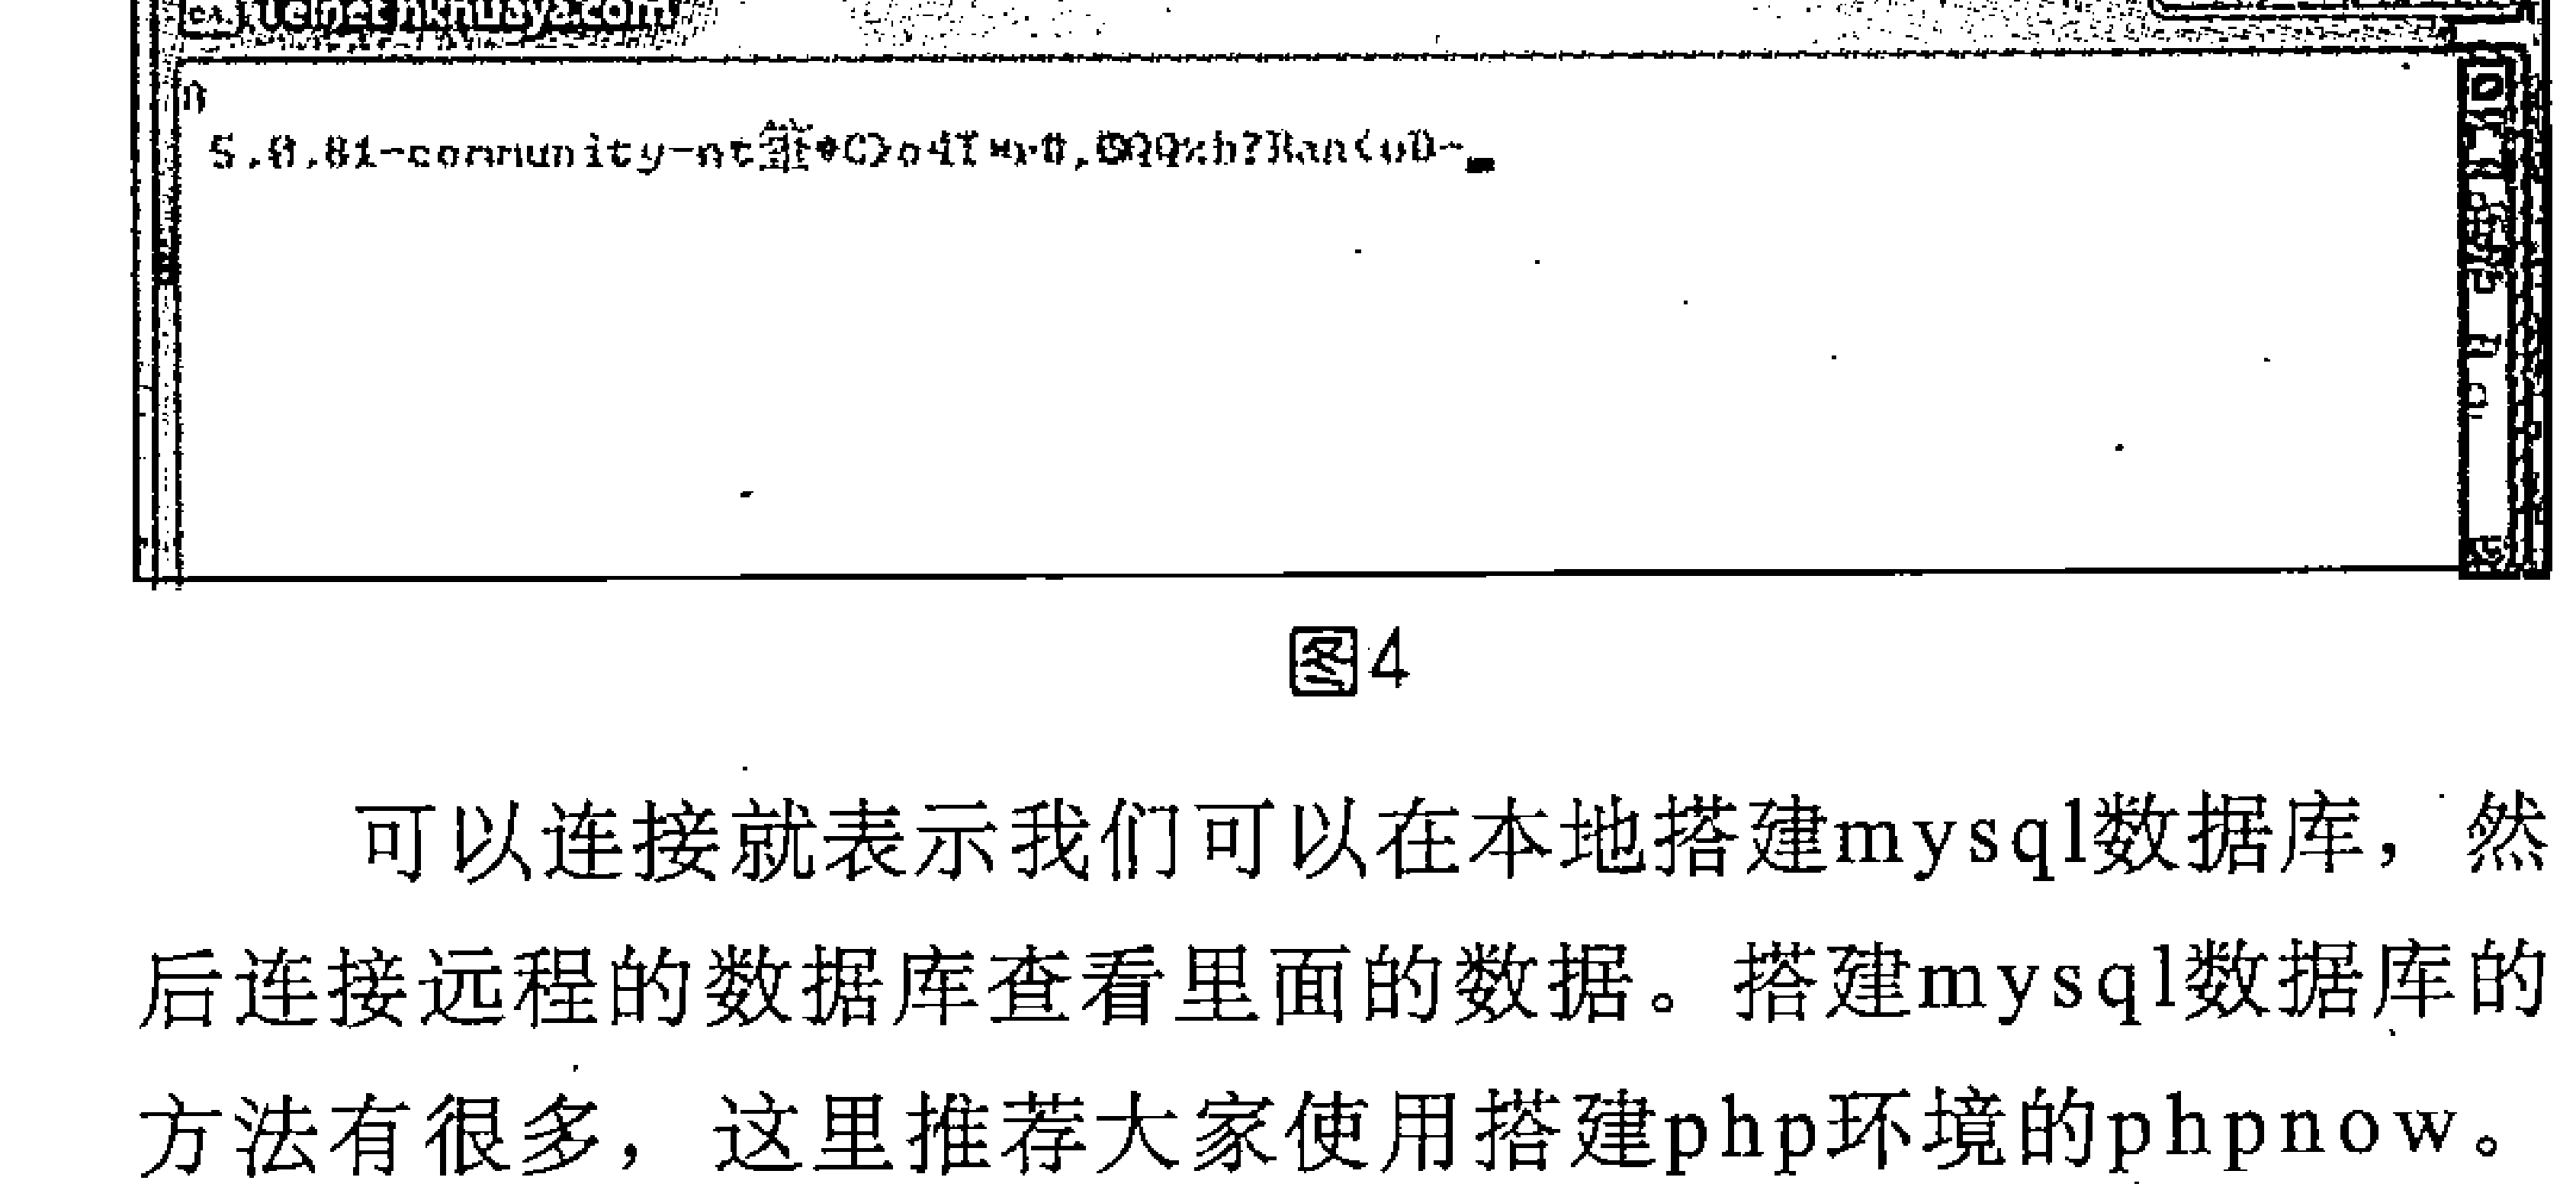 5.0.81-community-nt
图4
可以连接就表示我们可以在本地搭建mysql数据库，然
后连接远程的数据库查看里面的数据。搭建mysql数据库的
方法有很多，这里推荐大家使用搭建php环境的phpnow。